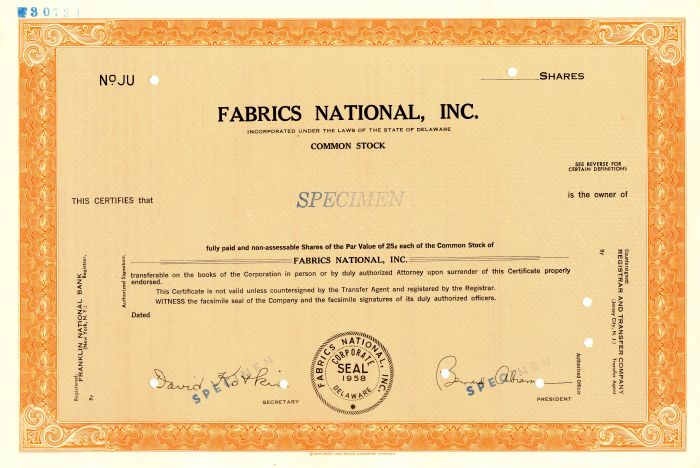 F30734
NoJU
SHARES
FABRICS NATIONAL, INC.
INCORPORATED UNDER THE LAWS OF THE STATE OF DELAWARE
COMMON STOCK
SEE REVERSE FOR
CERTAIN DEFINITIONS
THIS CERTIFIES that
SPECIMEN
is the owner of
fully paid and non-assessable Shares of the Par Value of 25¢ each of the Common Stock of
FABRICS NATIONAL, INC.
transferable on the books of the Corporation in person or by duly authorized Attorney upon surrender of this Certificate properly
endorsed.
This Certificate is not valid unless countersigned by the Transfer Agent and registered by the Registrar.
WITNESS the facsimile seal of the Company and the facsimile signatures of its duly authorized officers.
Dated
Registered:
FRANKLIN NATIONAL BANK
(New York, N. Y.)
Registrar.
By
Authorized Signature.
Countersigned:
REGISTRAR AND TRANSFER COMPANY
(Jersey City, N. J.)
Transfer Agent
By
Authorized Officer
FABRICS NATIONAL, INC.
CORPORATE
SEAL
1958
DELAWARE
David
SPECIMEN
SECRETARY
SPECIMEN
PRESIDENT